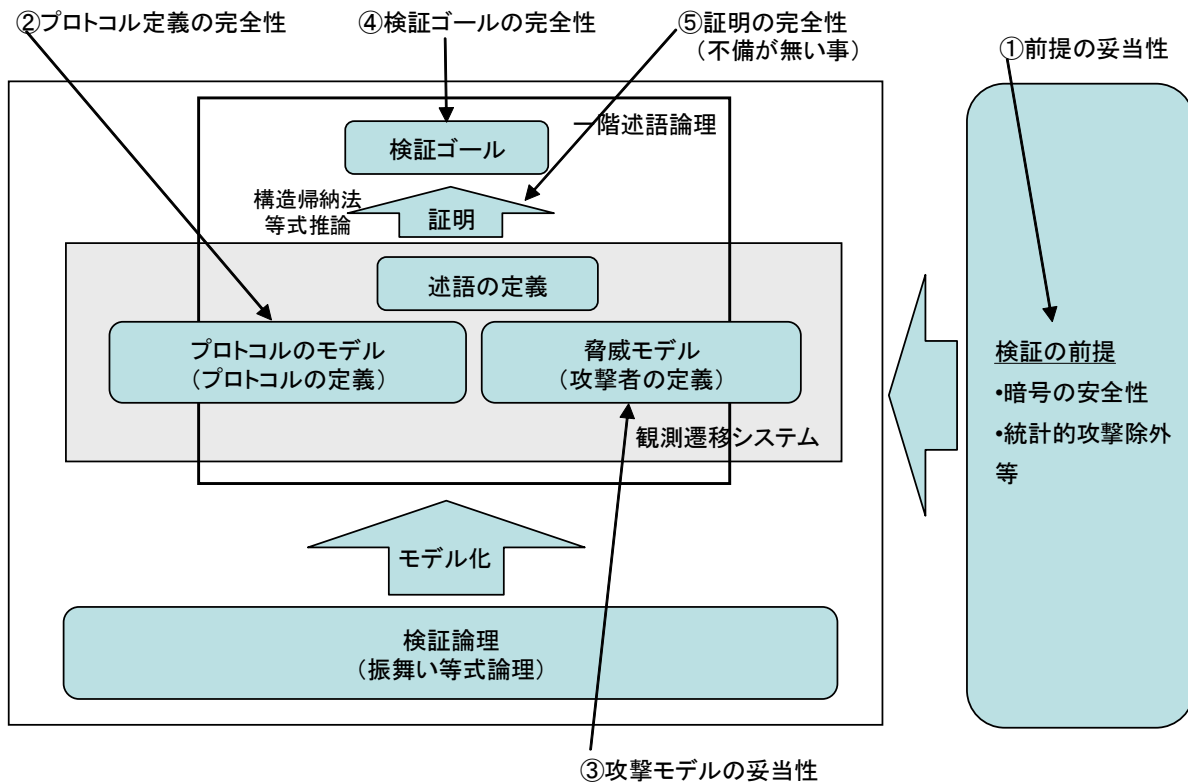 ②プロトコル定義の完全性
④検証ゴールの完全性
⑤証明の完全性
(不備が無い事)
①前提の妥当性
一階述語論理
検証ゴール
構造帰納法
等式推論
証明
述語の定義
プロトコルのモデル
(プロトコルの定義)
脅威モデル
(攻撃者の定義)
観測遷移システム
検証の前提
•暗号の安全性
•統計的攻撃除外
等
モデル化
検証論理
(振舞い等式論理)
③攻撃モデルの妥当性